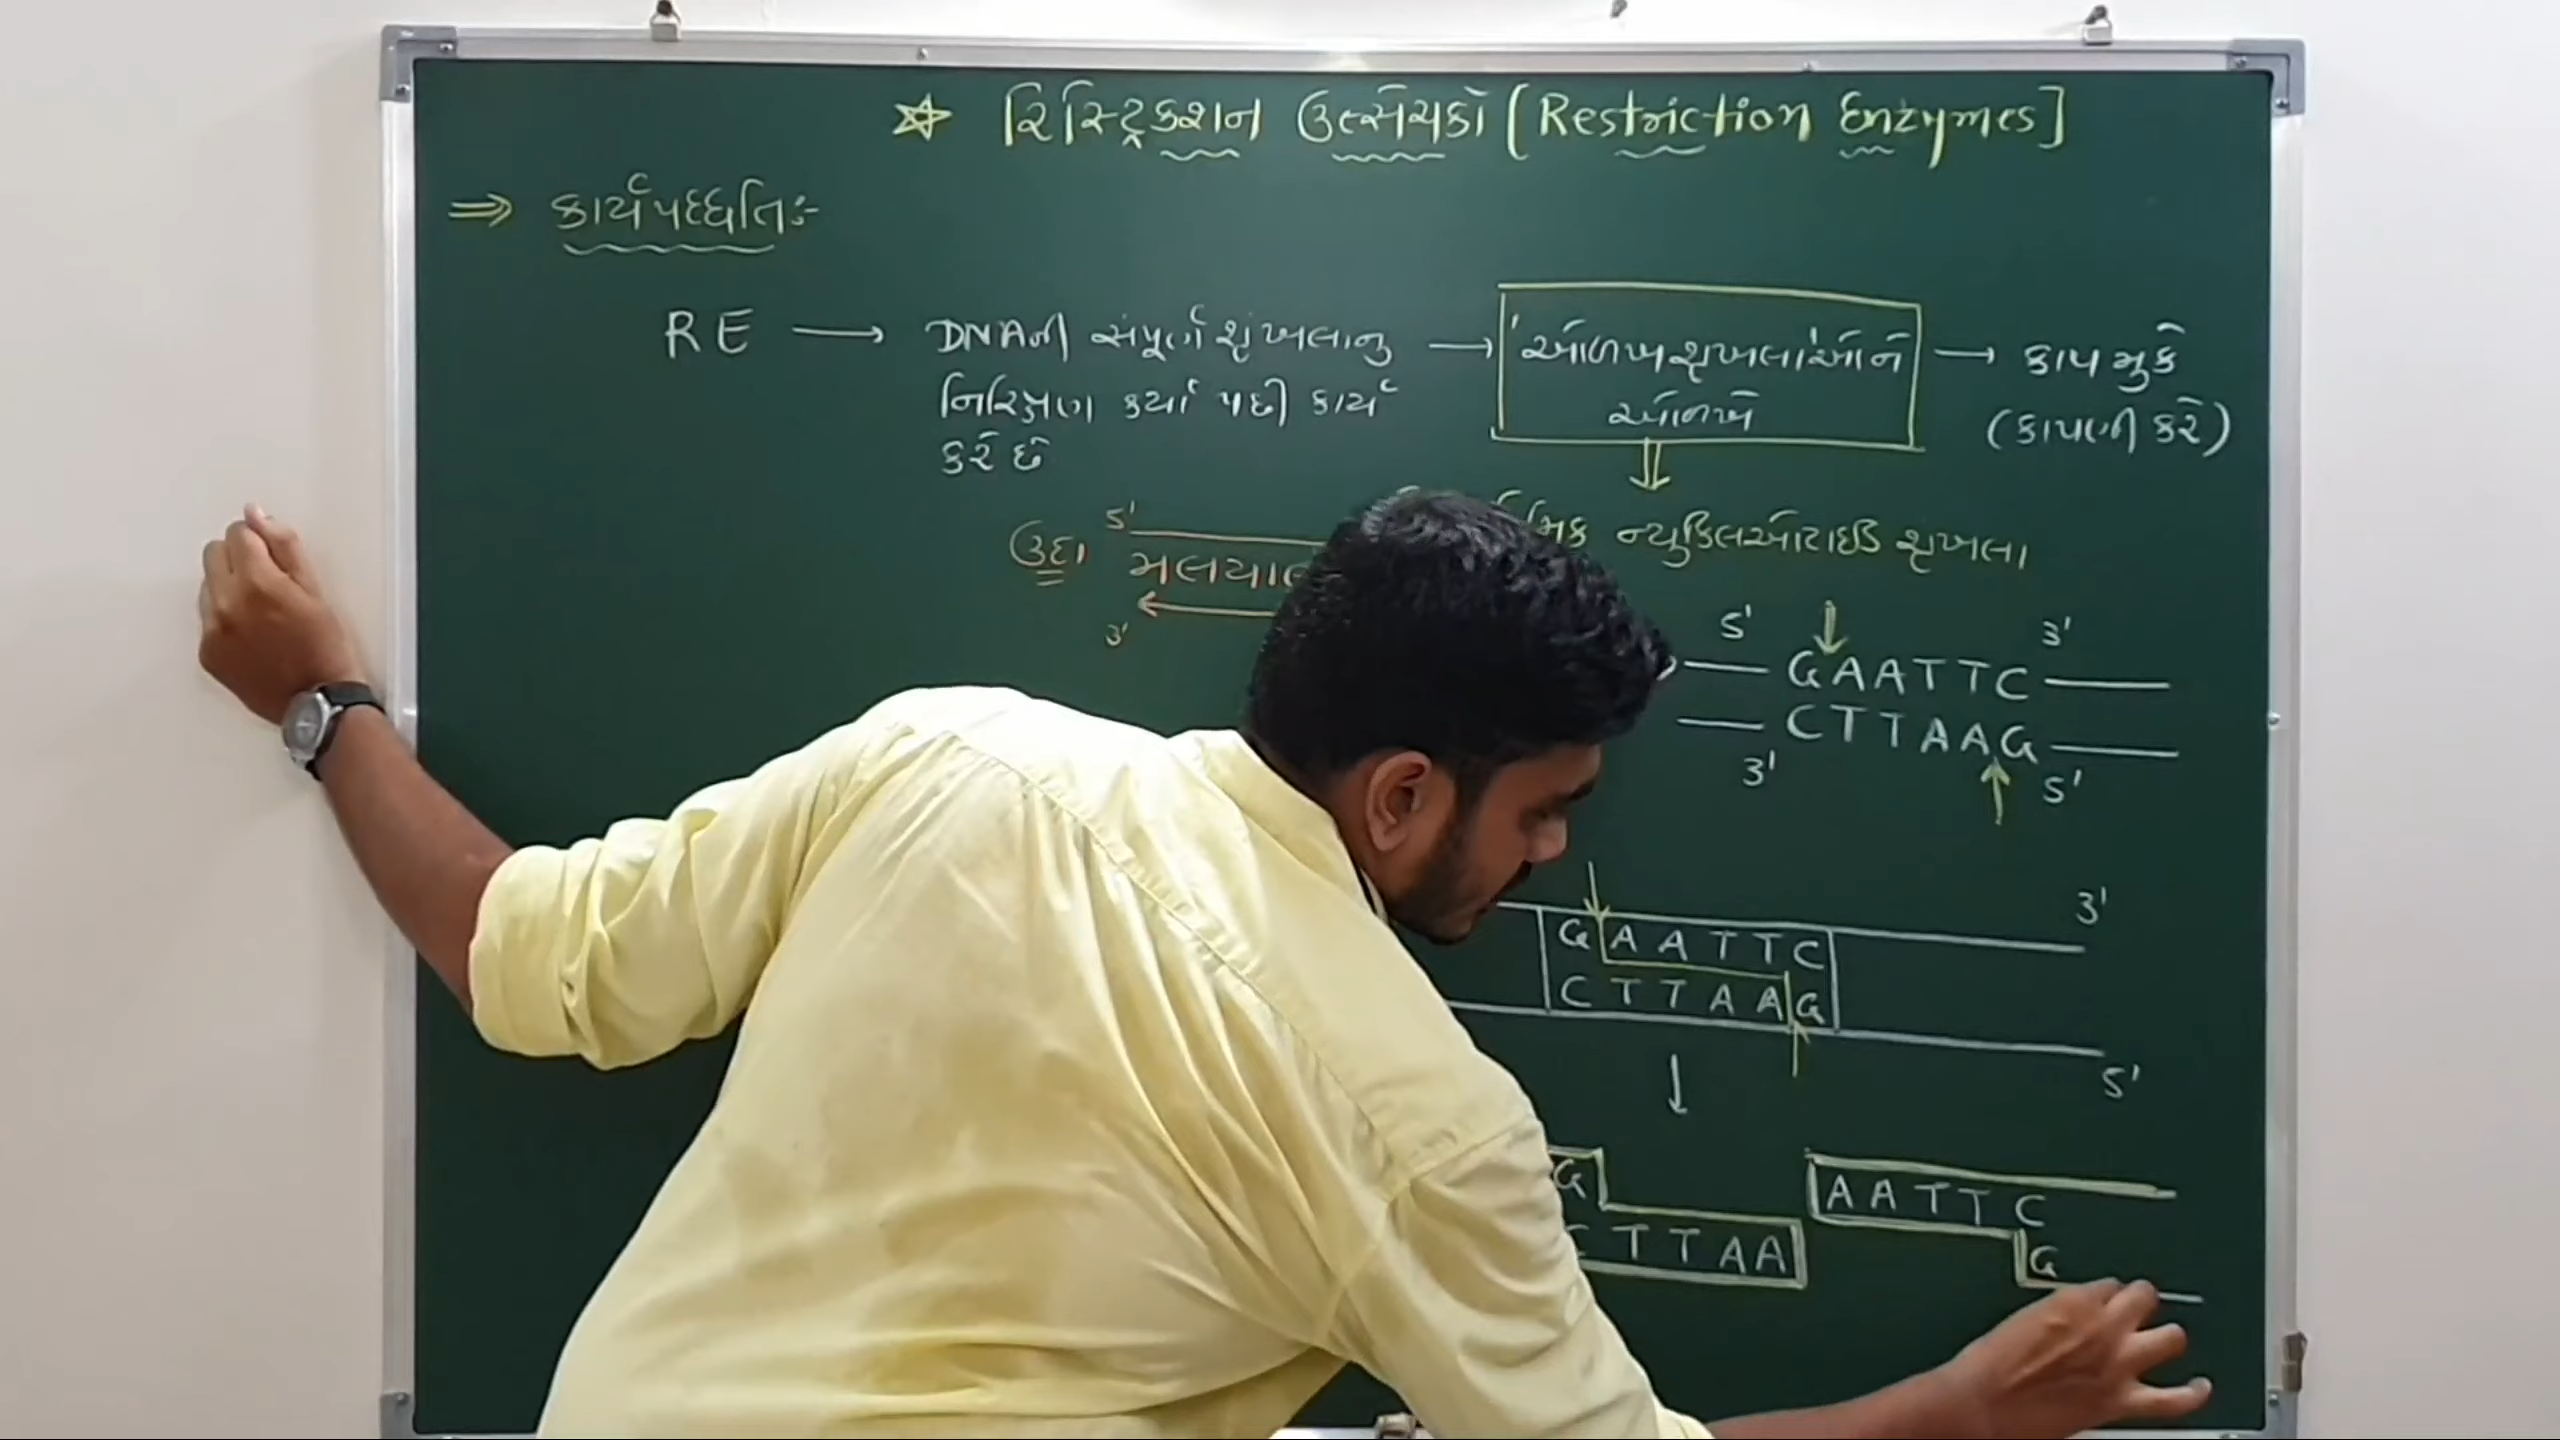 ☆ રિસ્ટ્રિક્શન ઉત્સેચકો [Restriction Enzymes]
⇒ કાર્યપદ્ધતિ:-
RE → DNAની સંપૂર્ણ શૃંખલાનુ → 'ઓળખ શૃંખલા'ઓને → કાપ મુકે
નિરિક્ષણ કર્યા પછી કાર્ય ઓળખે (કાપણી કરે)
કરે છે
ન્યુક્લિઓટાઇડ શૃંખલા
ઉદા 5'
3'
5' 3'
GAATTC
CTTAAG
3' 5'
3'
G A A T T C
C T T A A G
5'
G A A T T C
T T A A G